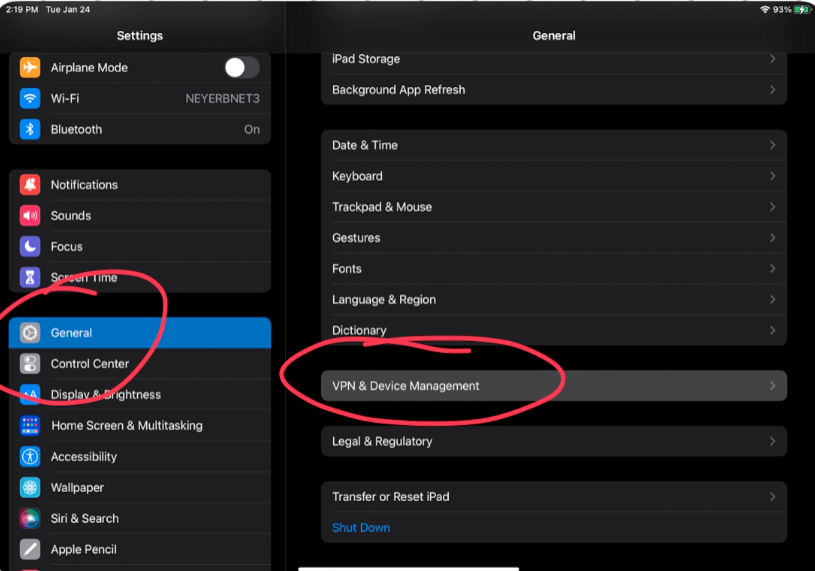 2:19 PM Tue Jan 24
93%
Settings
Airplane Mode
Wi-Fi
NEYERBNET3
Bluetooth
On
Notifications
Sounds
Focus
Screen Time
General
Control Center
AA
Display & Brightness
Home Screen & Multitasking
Accessibility
Wallpaper
Siri & Search
Apple Pencil
General
iPad Storage
Background App Refresh
Date & Time
Keyboard
Trackpad & Mouse
Gestures
Fonts
Language & Region
Dictionary
VPN & Device Management
Legal & Regulatory
Transfer or Reset iPad
Shut Down